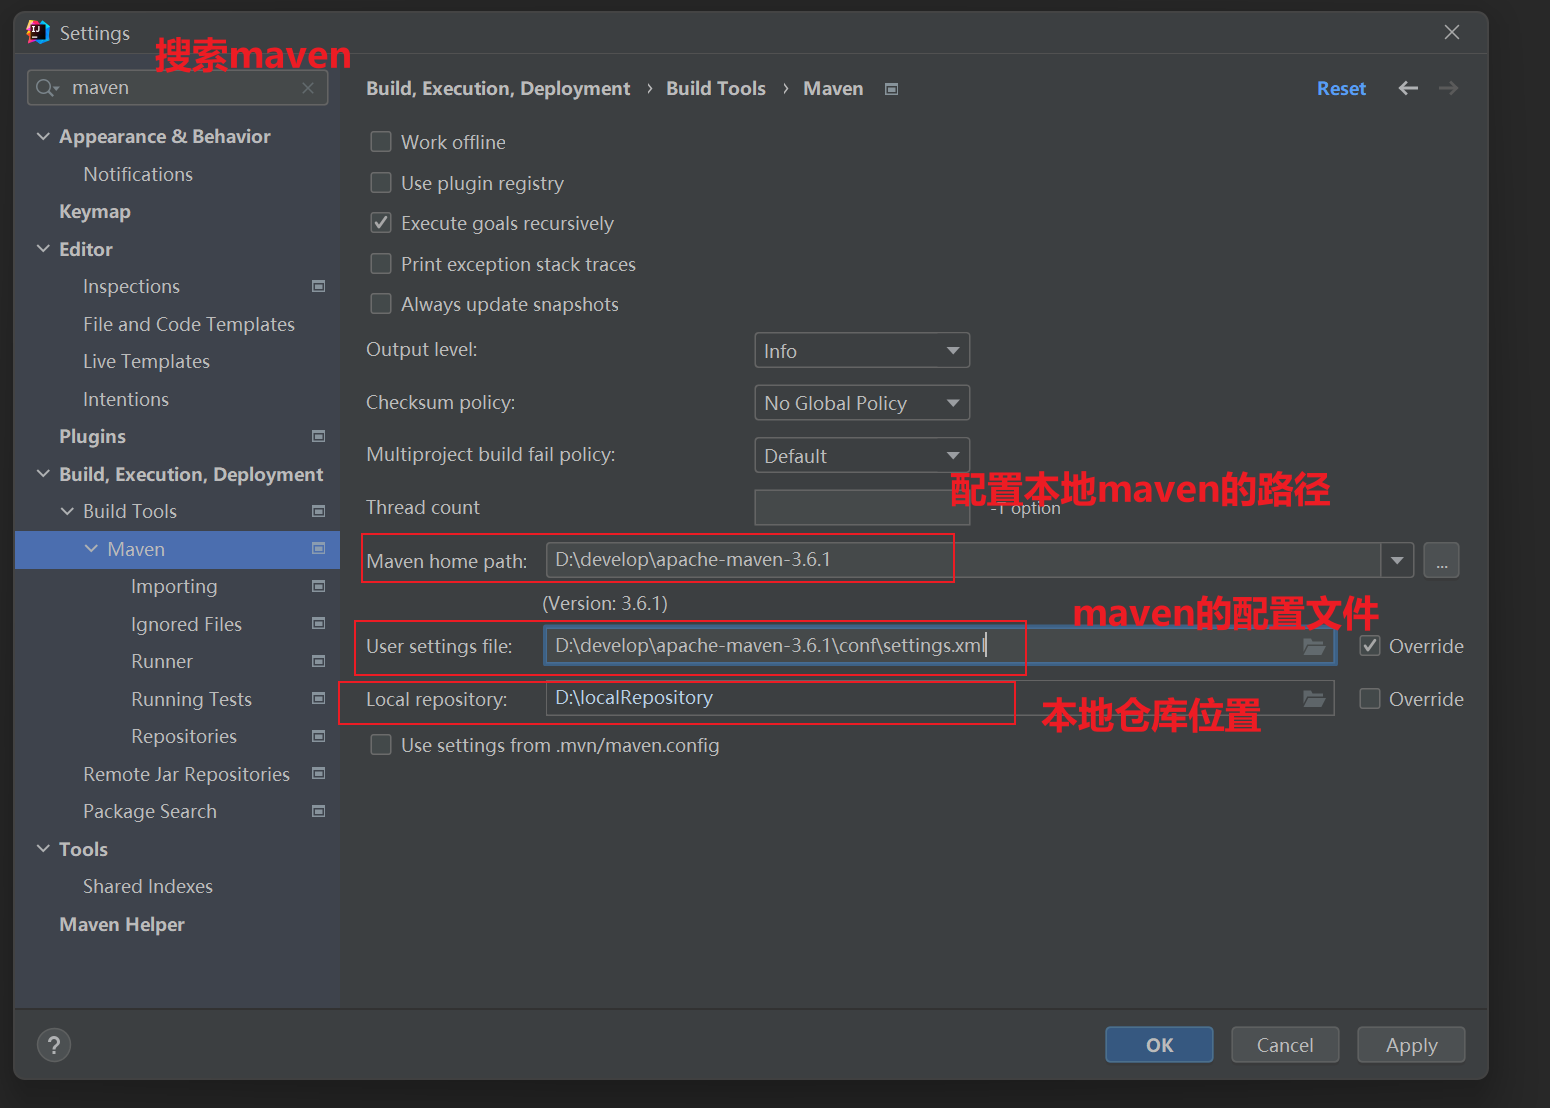 Settings
搜索maven
maven
Build, Execution, Deployment › Build Tools › Maven
Reset
Appearance & Behavior
Notifications
Keymap
Editor
Inspections
File and Code Templates
Live Templates
Intentions
Plugins
Build, Execution, Deployment
Build Tools
Maven
Importing
Ignored Files
Runner
Running Tests
Repositories
Remote Jar Repositories
Package Search
Tools
Shared Indexes
Maven Helper
Work offline
Use plugin registry
Execute goals recursively
Print exception stack traces
Always update snapshots
Output level: Info
Checksum policy: No Global Policy
Multiproject build fail policy: Default
配置本地maven的路径
Thread count -T option
Maven home path: D:\develop\apache-maven-3.6.1 ...
(Version: 3.6.1)
maven的配置文件
User settings file: D:\develop\apache-maven-3.6.1\conf\settings.xml Override
Local repository: D:\localRepository Override
本地仓库位置
Use settings from .mvn/maven.config
? OK Cancel Apply